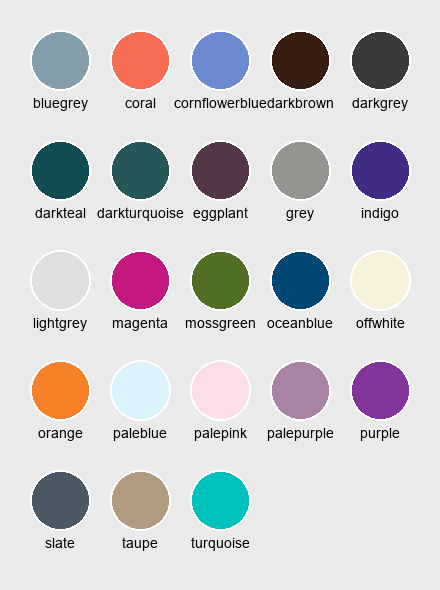 bluegrey coral cornflowerblue darkbrown darkgrey
darkteal darkturquoise eggplant grey indigo
lightgrey magenta mossgreen oceanblue offwhite
orange paleblue palepink palepurple purple
slate taupe turquoise